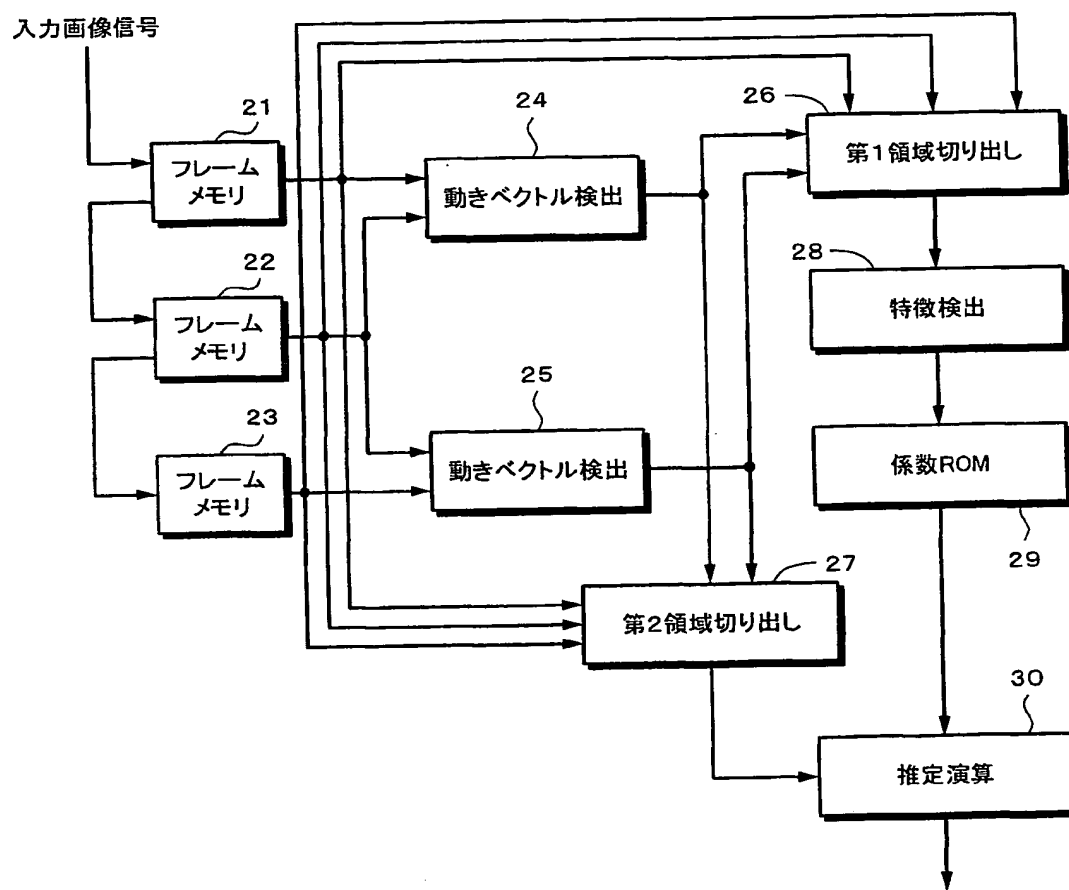 入力画像信号
21
フレーム
メモリ
22
フレーム
メモリ
23
フレーム
メモリ
24
動きベクトル検出
25
動きベクトル検出
26
第1領域切り出し
27
第2領域切り出し
28
特徴検出
係数ROM
29
30
推定演算